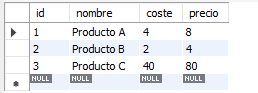 id nombre coste precio
1 Producto A 4 8
2 Producto B 2 4
3 Producto C 40 80
NULL NULL NULL NULL